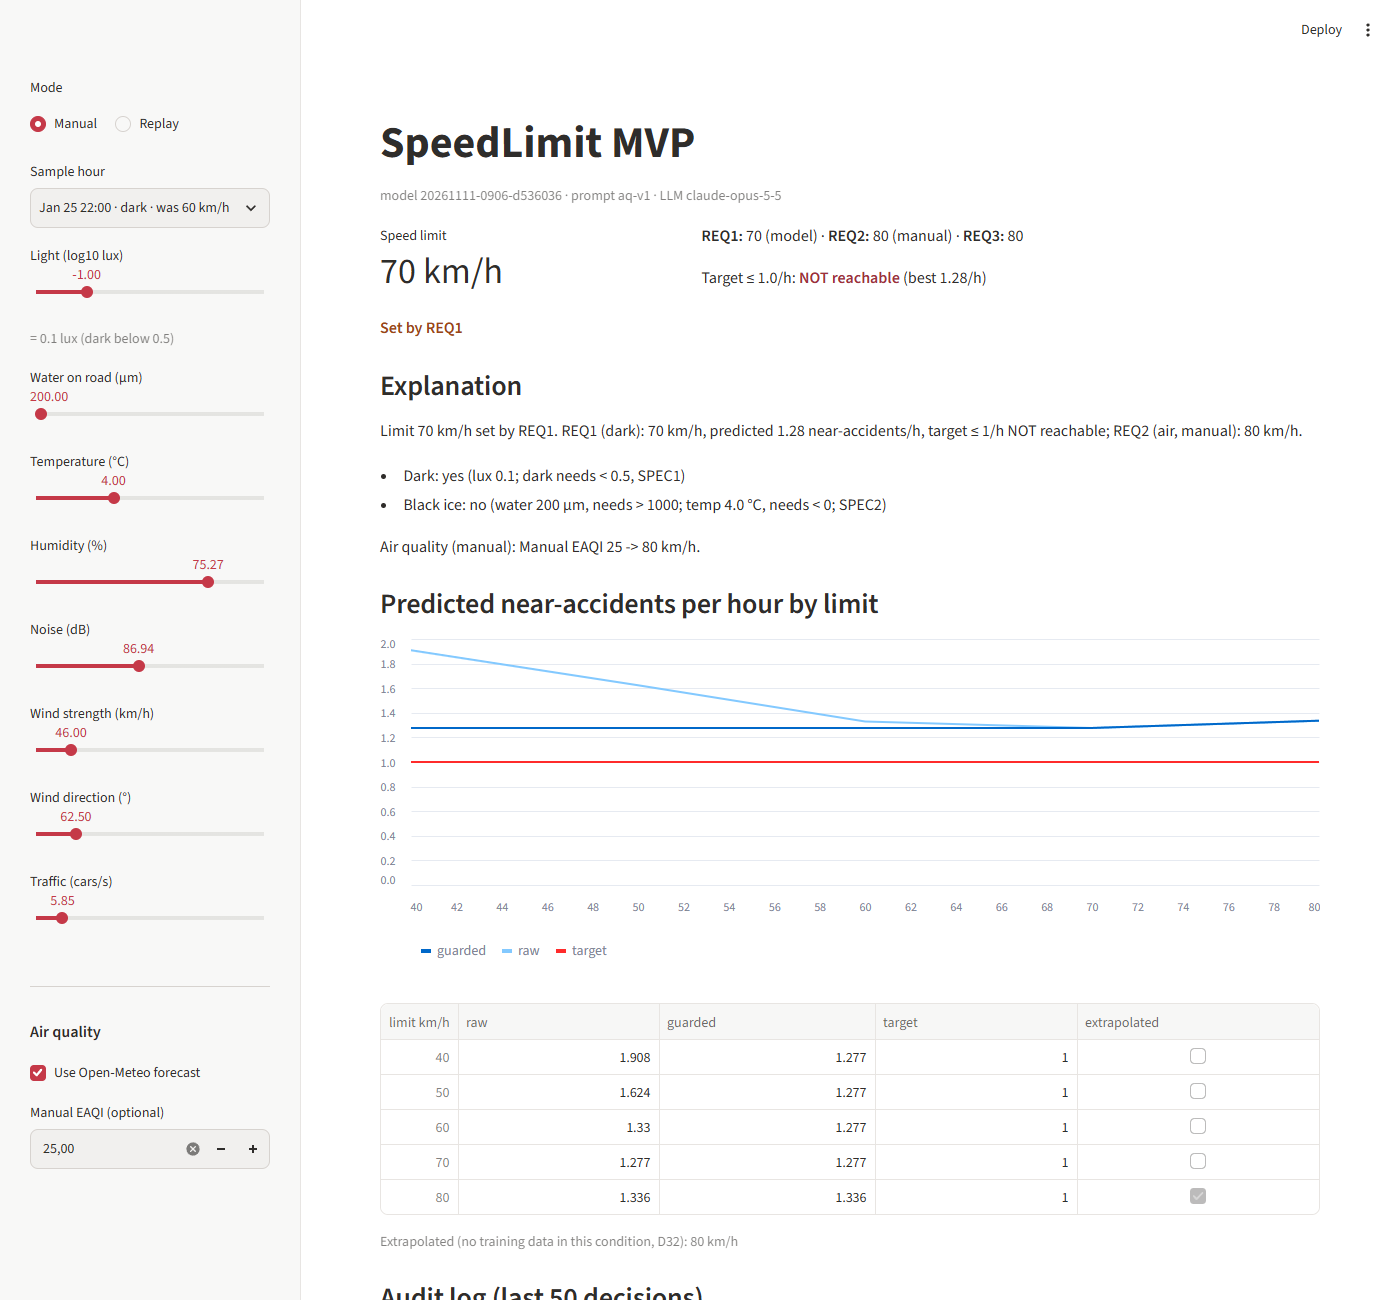 Deploy
Mode
Manual
Replay
Sample hour
Jan 25 22:00 · dark · was 60 km/h
Light (log10 lux)
-1.00
= 0.1 lux (dark below 0.5)
Water on road (µm)
200.00
Temperature (°C)
4.00
Humidity (%)
75.27
Noise (dB)
86.94
Wind strength (km/h)
46.00
Wind direction (°)
62.50
Traffic (cars/s)
5.85
Air quality
Use Open-Meteo forecast
Manual EAQI (optional)
25,00
SpeedLimit MVP
model 20261111-0906-d536036 · prompt aq-v1 · LLM claude-opus-5-5
Speed limit
70 km/h
Set by REQ1
REQ1: 70 (model) · REQ2: 80 (manual) · REQ3: 80
Target ≤ 1.0/h: NOT reachable (best 1.28/h)
Explanation
Limit 70 km/h set by REQ1. REQ1 (dark): 70 km/h, predicted 1.28 near-accidents/h, target ≤ 1/h NOT reachable; REQ2 (air, manual): 80 km/h.
• Dark: yes (lux 0.1; dark needs < 0.5, SPEC1)
• Black ice: no (water 200 µm, needs > 1000; temp 4.0 °C, needs < 0; SPEC2)
Air quality (manual): Manual EAQI 25 -> 80 km/h.
Predicted near-accidents per hour by limit
2.0
1.8
1.6
1.4
1.2
1.0
0.8
0.6
0.4
0.2
0.0
40 42 44 46 48 50 52 54 56 58 60 62 64 66 68 70 72 74 76 78 80
guarded raw target
limit km/h raw guarded target extrapolated
40 1.908 1.277 1
50 1.624 1.277 1
60 1.33 1.277 1
70 1.277 1.277 1
80 1.336 1.336 1
Extrapolated (no training data in this condition, D32): 80 km/h
Audit log (last 50 decisions)